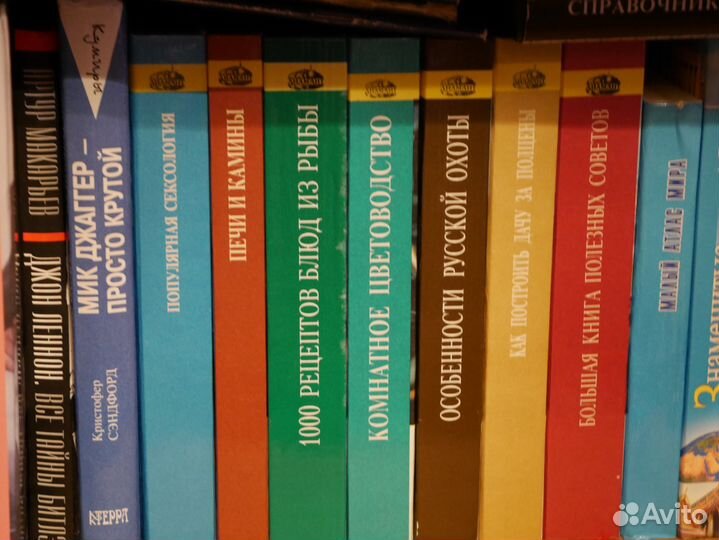 СПРАВОЧНИК
АРТУР МАКАРЬЕВ
ДЖОН ЛЕННОН. ВСЕ ТАЙНЫ
Кумиры
МИК ДЖАГГЕР –
ПРОСТО КРУТОЙ
Кристофер
СЭНДФОРД
ТЕРРА
ПОПУЛЯРНАЯ СЕКСОЛОГИЯ
ПЕЧИ И КАМИНЫ
1000 РЕЦЕПТОВ БЛЮД ИЗ РЫБЫ
КОМНАТНОЕ ЦВЕТОВОДСТВО
ОСОБЕННОСТИ РУССКОЙ ОХОТЫ
КАК ПОСТРОИТЬ ДАЧУ ЗА ПОЛЦЕНЫ
БОЛЬШАЯ КНИГА ПОЛЕЗНЫХ СОВЕТОВ
МАЛЫЙ АТЛАС МИРА
Avito